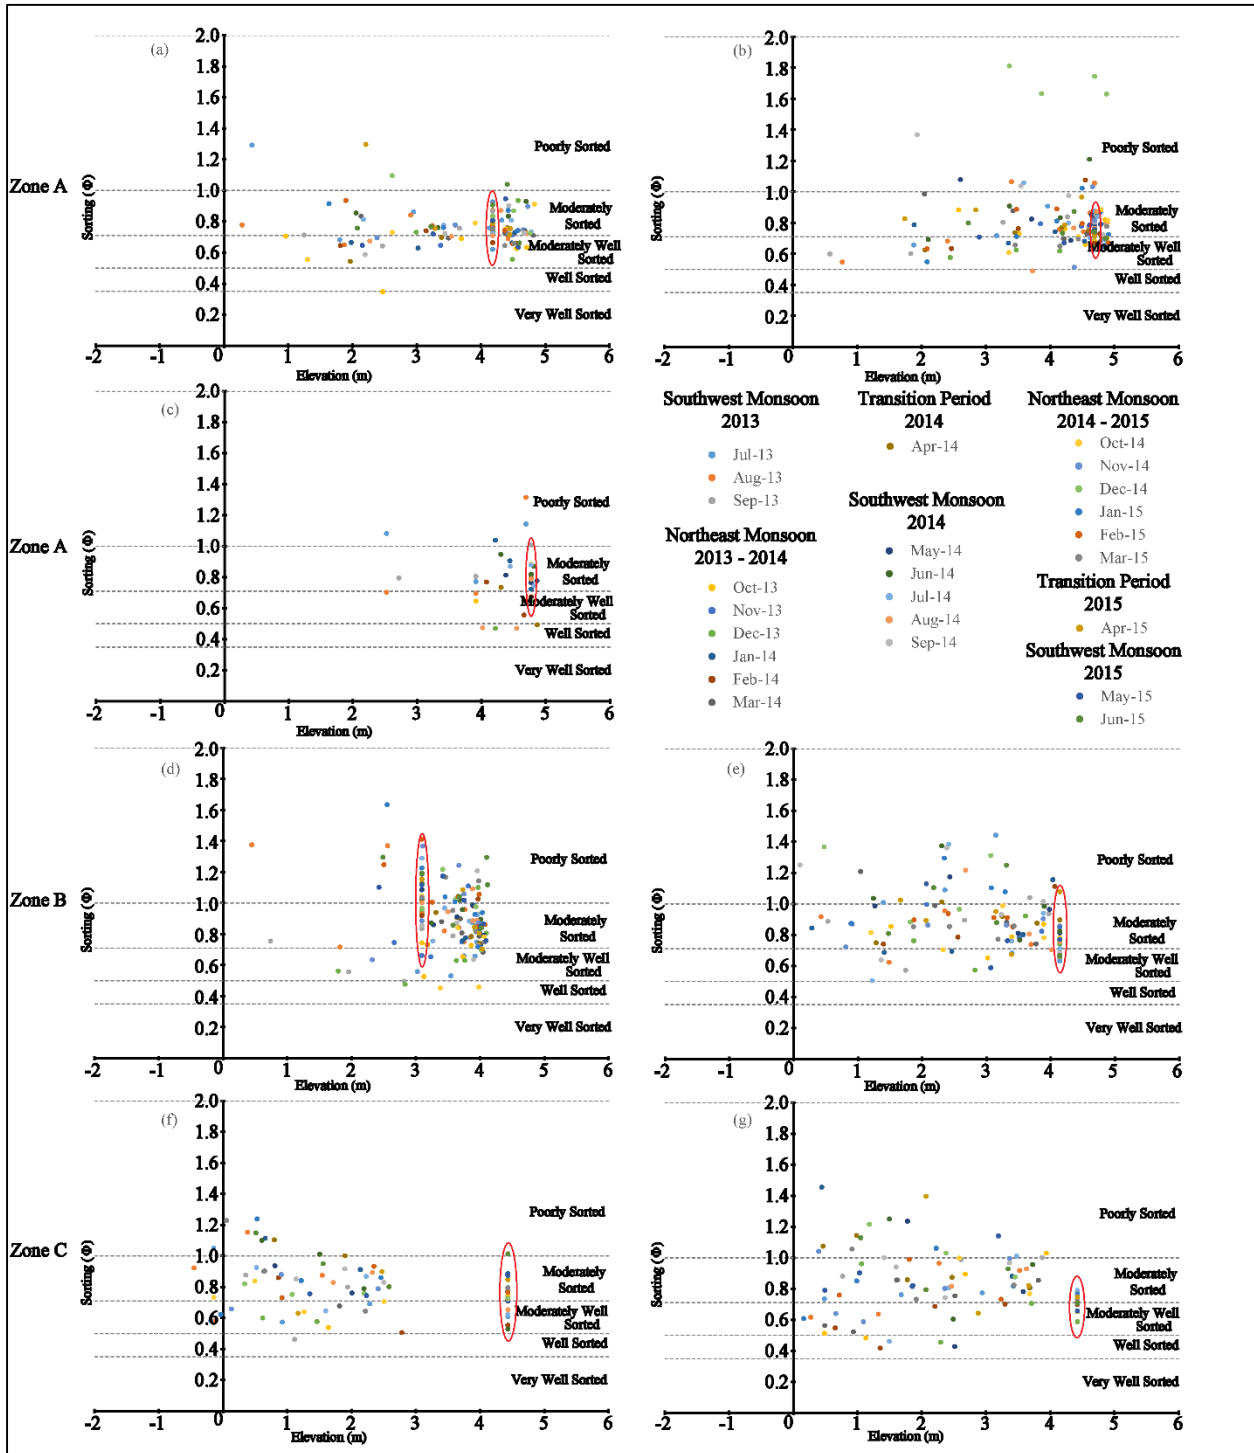 (a)
2.0
1.8
1.6
1.4
1.2
1.0
0.8
0.6
0.4
0.2
Sorting (Φ)
Zone A
Poorly Sorted
Moderately
Sorted
Moderately Well
Sorted
Well Sorted
Very Well Sorted
-2 -1 0 1 2 3 4 5 6
Elevation (m)
(b)
2.0
1.8
1.6
1.4
1.2
1.0
0.8
0.6
0.4
0.2
Sorting (Φ)
Poorly Sorted
Moderately
Sorted
Moderately Well
Sorted
Well Sorted
Very Well Sorted
-2 -1 0 1 2 3 4 5 6
Elevation (m)
(c)
2.0
1.8
1.6
1.4
1.2
1.0
0.8
0.6
0.4
0.2
Sorting (Φ)
Zone A
Poorly Sorted
Moderately
Sorted
Moderately Well
Sorted
Well Sorted
Very Well Sorted
-2 -1 0 1 2 3 4 5 6
Elevation (m)
Southwest Monsoon
2013
Jul-13
Aug-13
Sep-13
Northeast Monsoon
2013 - 2014
Oct-13
Nov-13
Dec-13
Jan-14
Feb-14
Mar-14
Transition Period
2014
Apr-14
Southwest Monsoon
2014
May-14
Jun-14
Jul-14
Aug-14
Sep-14
Northeast Monsoon
2014 - 2015
Oct-14
Nov-14
Dec-14
Jan-15
Feb-15
Mar-15
Transition Period
2015
Apr-15
Southwest Monsoon
2015
May-15
Jun-15
(d)
2.0
1.8
1.6
1.4
1.2
1.0
0.8
0.6
0.4
0.2
Sorting (Φ)
Zone B
Poorly Sorted
Moderately
Sorted
Moderately Well
Sorted
Well Sorted
Very Well Sorted
-2 -1 0 1 2 3 4 5 6
Elevation (m)
(e)
2.0
1.8
1.6
1.4
1.2
1.0
0.8
0.6
0.4
0.2
Sorting (Φ)
Poorly Sorted
Moderately
Sorted
Moderately Well
Sorted
Well Sorted
Very Well Sorted
-2 -1 0 1 2 3 4 5 6
Elevation (m)
(f)
2.0
1.8
1.6
1.4
1.2
1.0
0.8
0.6
0.4
0.2
Sorting (Φ)
Zone C
Poorly Sorted
Moderately
Sorted
Moderately Well
Sorted
Well Sorted
Very Well Sorted
-2 -1 0 1 2 3 4 5 6
Elevation (m)
(g)
2.0
1.8
1.6
1.4
1.2
1.0
0.8
0.6
0.4
0.2
Sorting (Φ)
Poorly Sorted
Moderately
Sorted
Moderately Well
Sorted
Well Sorted
Very Well Sorted
-2 -1 0 1 2 3 4 5 6
Elevation (m)